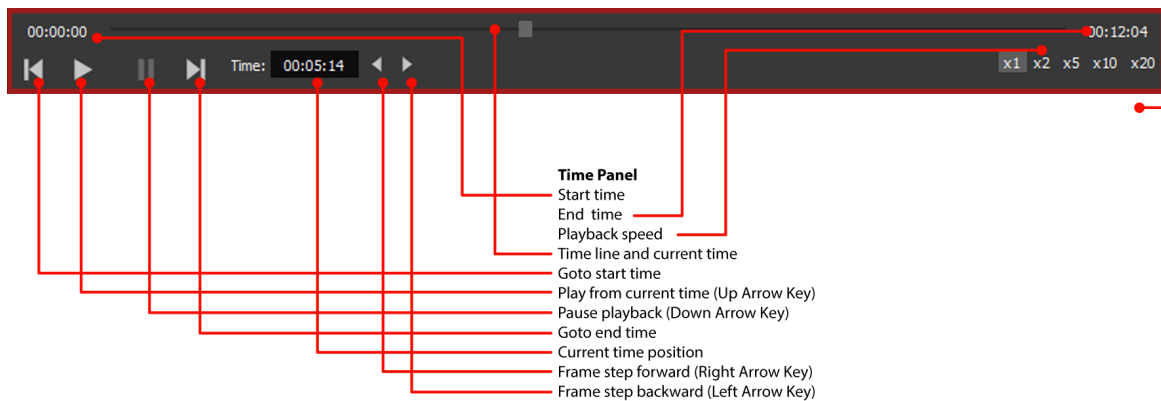 00:00:00 00:12:04
Time: 00:05:14 x1 x2 x5 x10 x20
Time Panel
Start time
End time
Playback speed
Time line and current time
Goto start time
Play from current time (Up Arrow Key)
Pause playback (Down Arrow Key)
Goto end time
Current time position
Frame step forward (Right Arrow Key)
Frame step backward (Left Arrow Key)